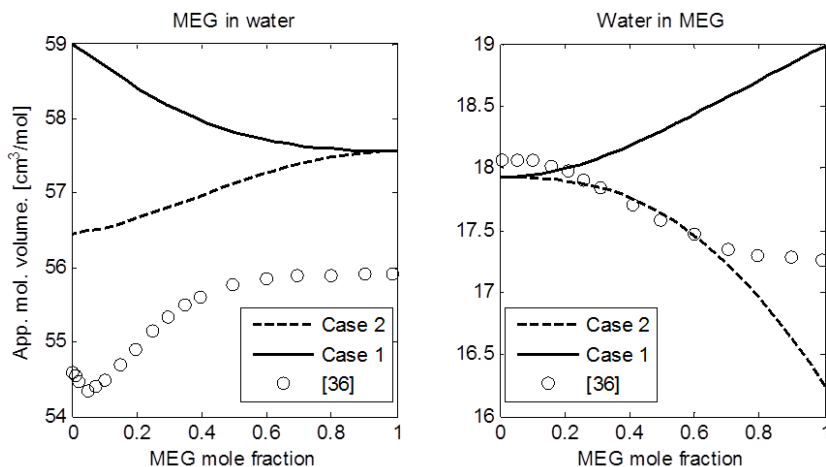 MEG in water
App. mol. volume. [cm³/mol]
59
58
57
56
55
54
0 0.2 0.4 0.6 0.8 1
MEG mole fraction
Case 2
Case 1
[36]
Water in MEG
19
18.5
18
17.5
17
16.5
16
0 0.2 0.4 0.6 0.8 1
MEG mole fraction
Case 2
Case 1
[36]